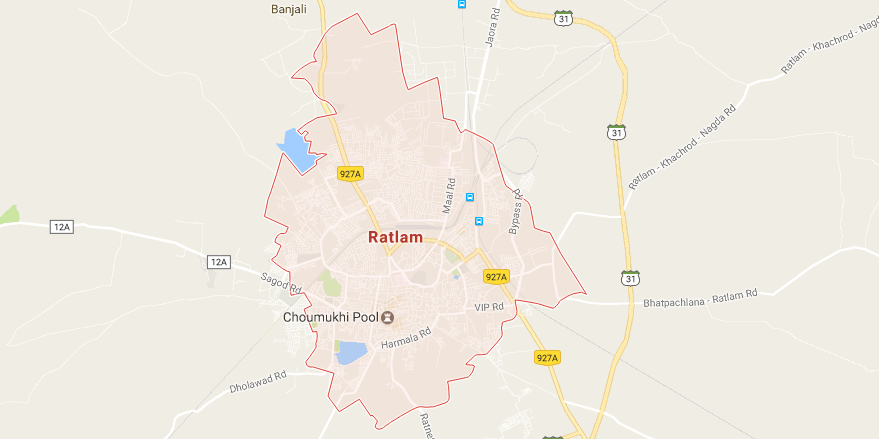 Banjali
Jaora Rd
31
Ratlam - Khachrod - Nagda Rd
31
Ratlam - Khachrod - Nagda Rd
927A
Maal Rd
Bypass Rd
12A
Ratlam
12A
Sagod Rd
927A
31
Bhatpachlana - Ratlam Rd
VIP Rd
Choumukhi Pool
Harmala Rd
927A
Dholawad Rd
31